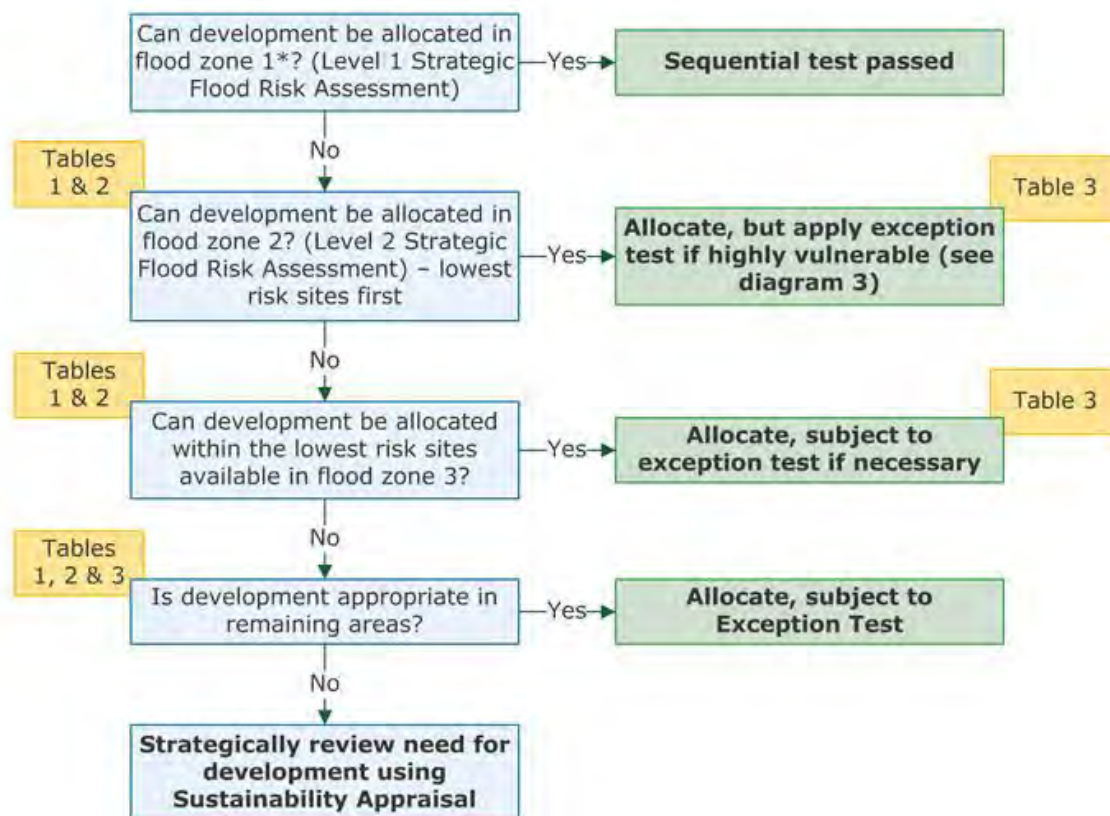 Can development be allocated in
flood zone 1*? (Level 1 Strategic
Flood Risk Assessment)
Yes
Sequential test passed
No
Tables
1 & 2
Can development be allocated in
flood zone 2? (Level 2 Strategic
Flood Risk Assessment) – lowest
risk sites first
Yes
Table 3
Allocate, but apply exception
test if highly vulnerable (see
diagram 3)
No
Tables
1 & 2
Can development be allocated
within the lowest risk sites
available in flood zone 3?
Yes
Table 3
Allocate, subject to
exception test if necessary
No
Tables
1, 2 & 3
Is development appropriate in
remaining areas?
Yes
Allocate, subject to
Exception Test
No
Strategically review need for
development using
Sustainability Appraisal